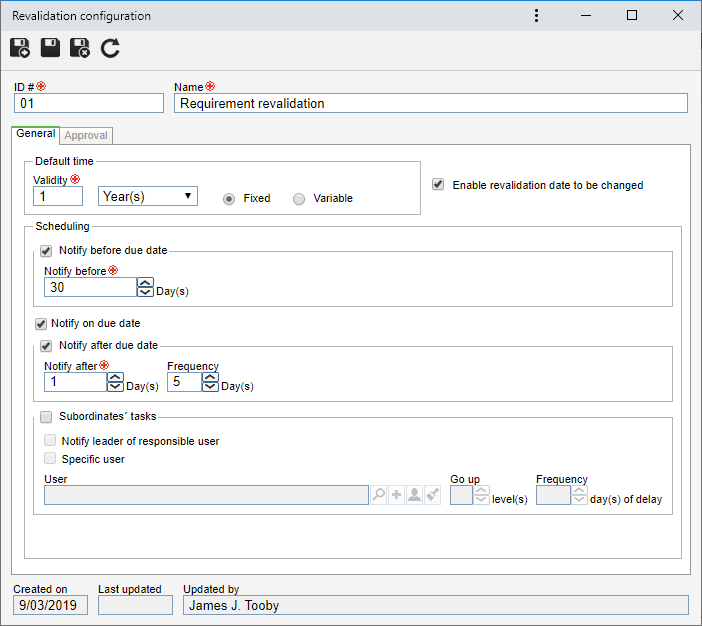 Revalidation configuration
ID # Name
01 Requirement revalidation
General Approval
Default time
Validity
1 Year(s) Fixed Variable
Enable revalidation date to be changed
Scheduling
Notify before due date
Notify before
30 Day(s)
Notify on due date
Notify after due date
Notify after Frequency
1 Day(s) 5 Day(s)
Subordinates´ tasks
Notify leader of responsible user
Specific user
User Go up Frequency
level(s) day(s) of delay
Created on Last updated Updated by
9/03/2019 James J. Tooby